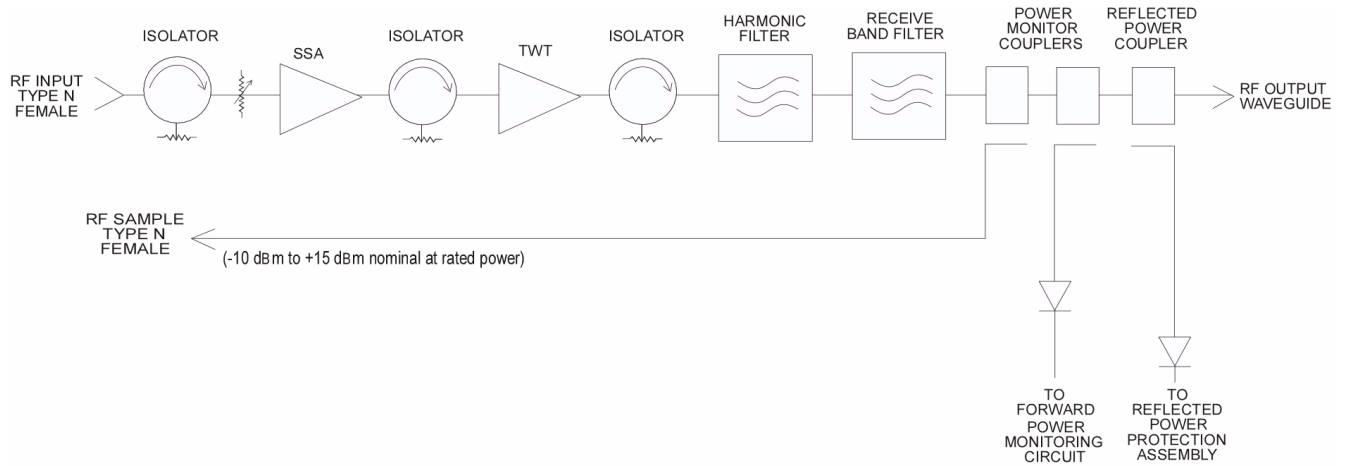 RF INPUT
TYPE N
FEMALE
ISOLATOR
SSA
ISOLATOR
TWT
ISOLATOR
HARMONIC
FILTER
RECEIVE
BAND FILTER
POWER
MONITOR
COUPLERS
REFLECTED
POWER
COUPLER
RF OUTPUT
WAVEGUIDE
RF SAMPLE
TYPE N
FEMALE
(-10 dBm to +15 dBm nominal at rated power)
TO
FORWARD
POWER
MONITORING
CIRCUIT
TO
REFLECTED
POWER
PROTECTION
ASSEMBLY